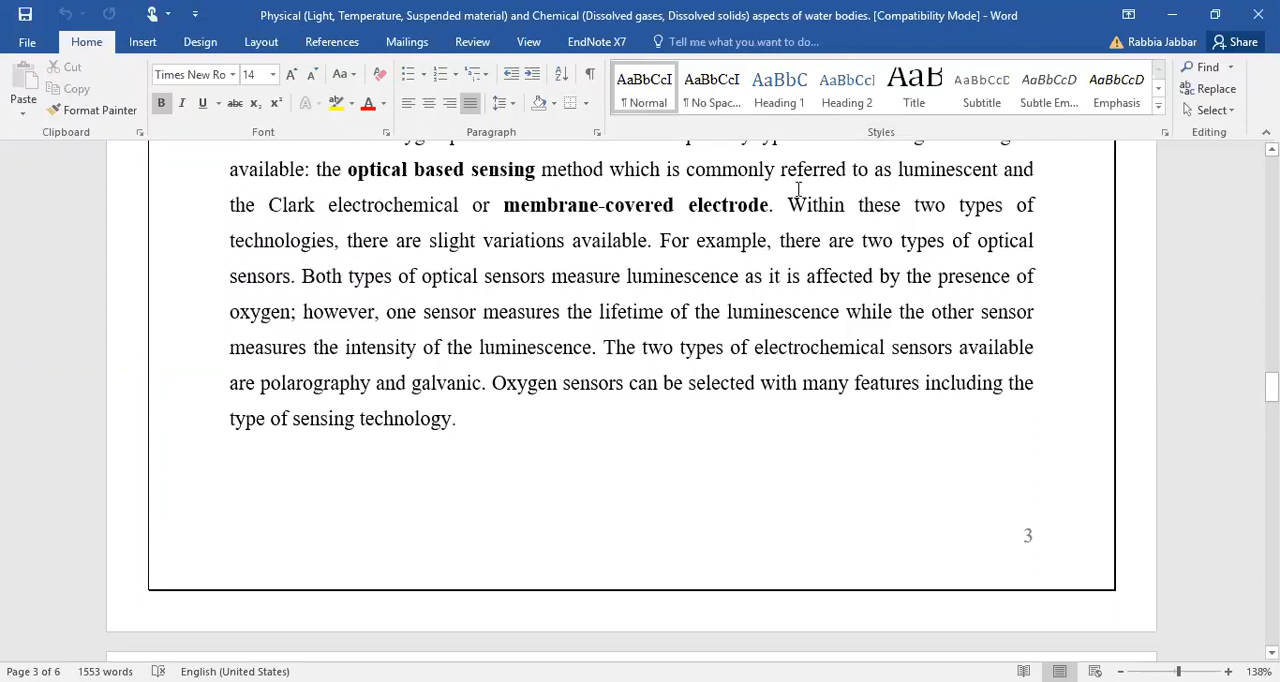 Physical (Light, Temperature, Suspended material) and Chemical (Dissolved gases, Dissolved solids) aspects of water bodies. [Compatibility Mode] - Word
File Home Insert Design Layout References Mailings Review View EndNote X7 Tell me what you want to do... Rabbia Jabbar Share
Paste
Cut
Copy
Format Painter
Clipboard
Times New Ro 14
Font
Paragraph
AaBbCcI AaBbCcI AaBbC AaBbCcI AaB AaBbCcD AaBbCcD AaBbCcD
¶ Normal ¶ No Spac... Heading 1 Heading 2 Title Subtitle Subtle Em... Emphasis
Styles
Find
Replace
Select
Editing
available: the optical based sensing method which is commonly referred to as luminescent and
the Clark electrochemical or membrane-covered electrode. Within these two types of
technologies, there are slight variations available. For example, there are two types of optical
sensors. Both types of optical sensors measure luminescence as it is affected by the presence of
oxygen; however, one sensor measures the lifetime of the luminescence while the other sensor
measures the intensity of the luminescence. The two types of electrochemical sensors available
are polarography and galvanic. Oxygen sensors can be selected with many features including the
type of sensing technology.
3
Page 3 of 6 1553 words English (United States) 138%